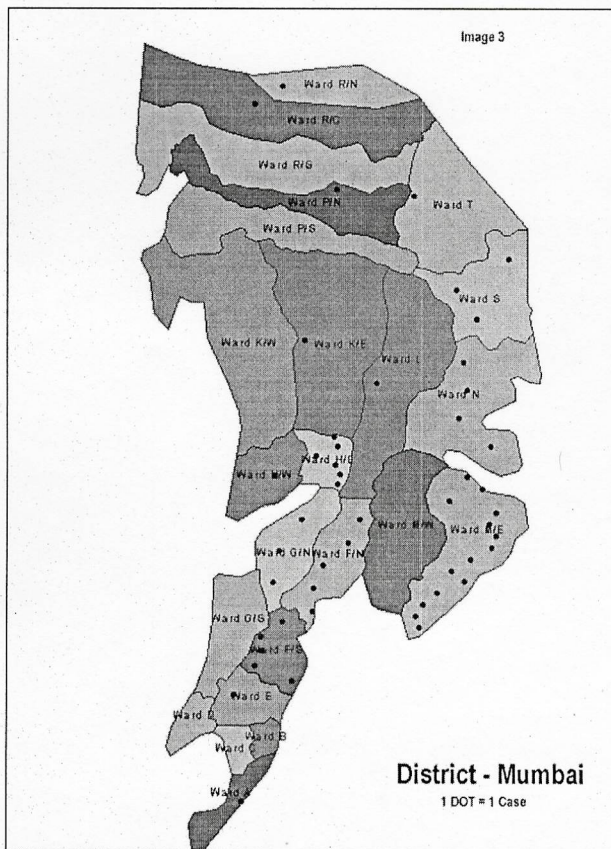 Image 3
Ward R/N
Ward R/C
Ward R/S
Ward P/N
Ward T
Ward P/S
Ward S
Ward K/W
Ward K/E
Ward L
Ward N
Ward H/E
Ward H/W
Ward M/W
Ward M/E
Ward G/N
Ward F/N
Ward G/S
Ward F/S
Ward E
Ward D
Ward B
Ward C
Ward A
District - Mumbai
1 DOT = 1 Case